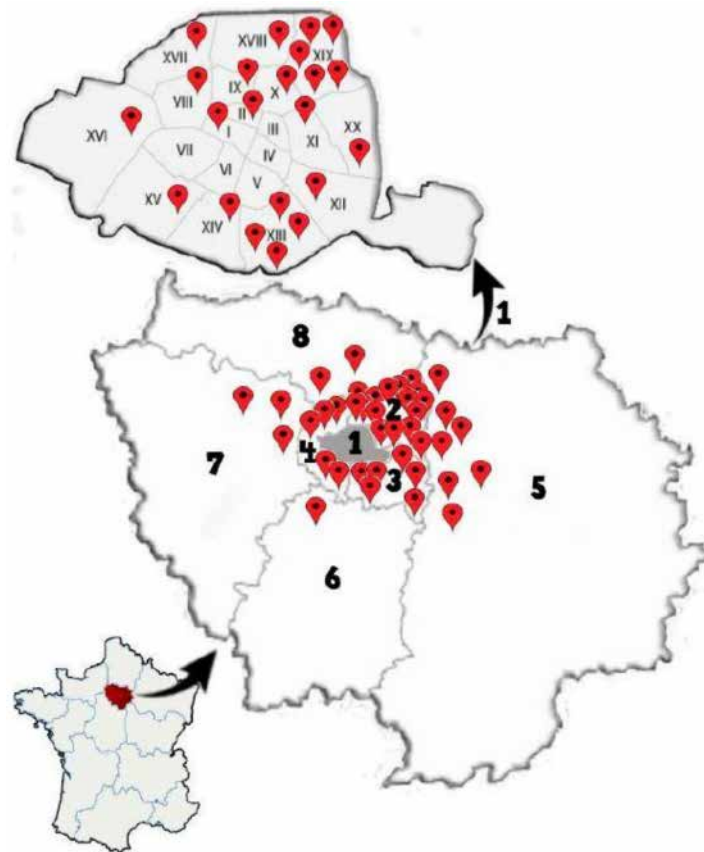 XVII XVIII XIX
IX X
VIII II
XVI I III XI XX
VII IV
VI
XV V XII
XIV XIII
1
8
2
4 1
7 3 5
6